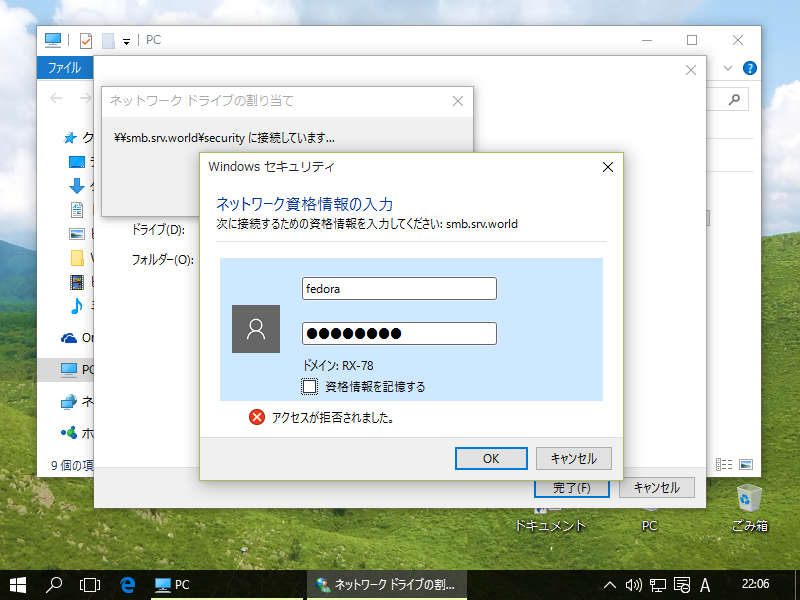 PC
ファイル
ネットワーク ドライブの割り当て
¥¥smb.srv.world¥security に接続しています...
Windows セキュリティ
ネットワーク資格情報の入力
次に接続するための資格情報を入力してください: smb.srv.world
ドライブ(D):
フォルダー(O):
fedora
●●●●●●●●
ドメイン: RX-78
資格情報を記憶する
アクセスが拒否されました。
OK
キャンセル
PC
9 個の項
完了(F)
キャンセル
ドキュメント
PC
ごみ箱
PC
ネットワーク ドライブの割...
A
22:06